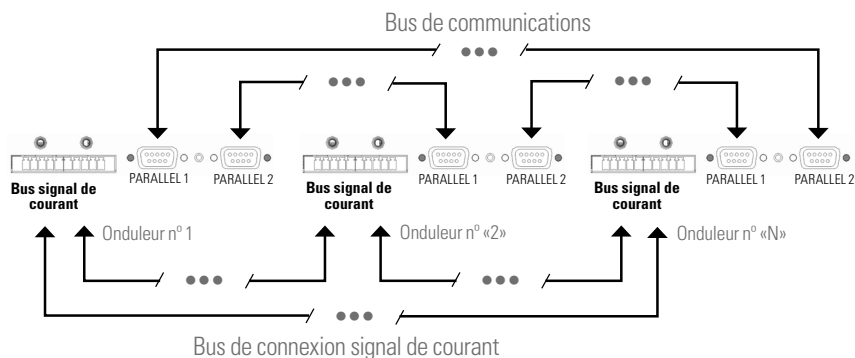 Bus de communications
Bus signal de
courant
PARALLEL 1
PARALLEL 2
Bus signal de
courant
PARALLEL 1
PARALLEL 2
Bus signal de
courant
PARALLEL 1
PARALLEL 2
Onduleur nº 1
Onduleur nº «2»
Onduleur nº «N»
Bus de connexion signal de courant